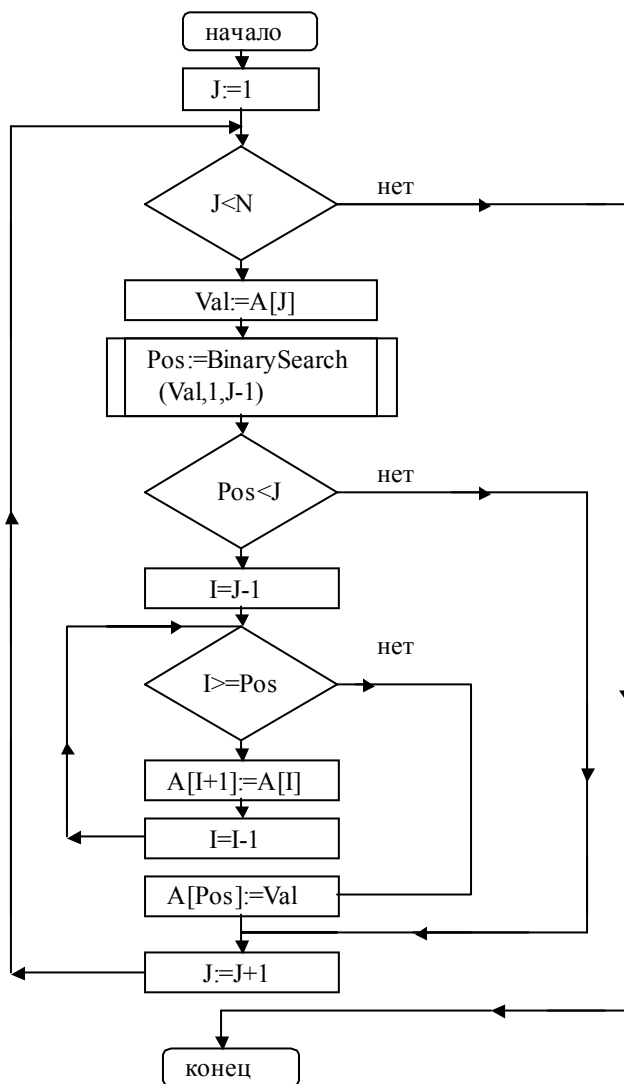 начало
J:=1
J<N
нет
Val:=A[J]
Pos:=BinarySearch
(Val,1,J-1)
Pos<J
нет
I=J-1
нет
I>=Pos
A[I+1]:=A[I]
I=I-1
A[Pos]:=Val
J:=J+1
конец